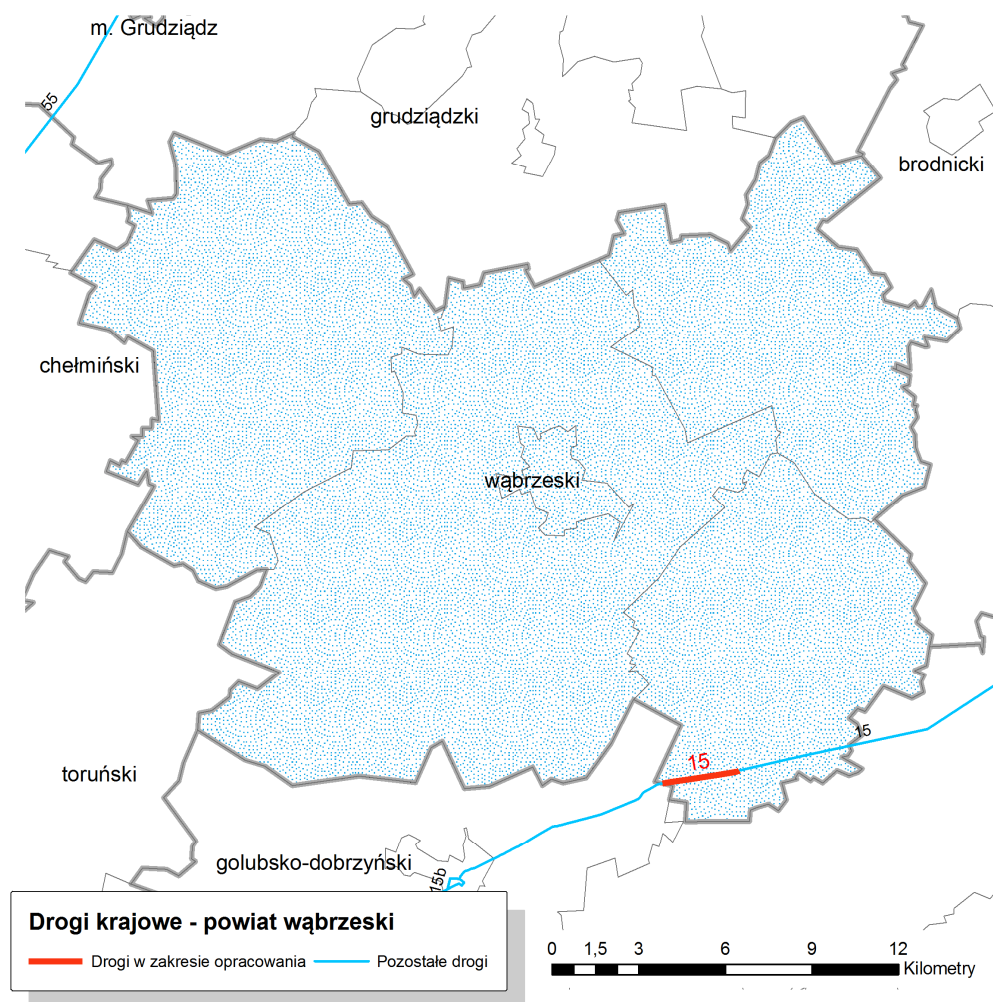 m. Grudziądz
55
grudziądzki
brodnicki
chełmiński
wąbrzeski
15
15
toruński
golubsko-dobrzyński
15b
Drogi krajowe - powiat wąbrzeski
Drogi w zakresie opracowania
Pozostałe drogi
0 1,5 3 6 9 12
Kilometry